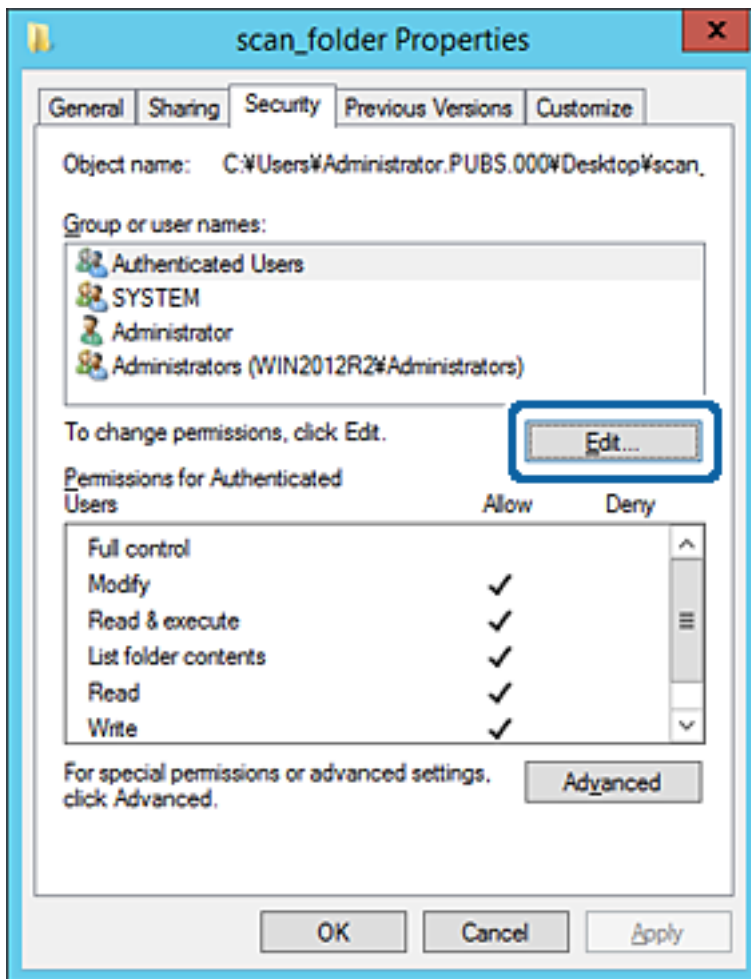 scan_folder Properties
x
General Sharing Security Previous Versions Customize
Object name: C:¥Users¥Administrator.PUBS.000¥Desktop¥scan_
Group or user names:
Authenticated Users
SYSTEM
Administrator
Administrators (WIN2012R2¥Administrators)
To change permissions, click Edit. Edit...
Permissions for Authenticated
Users Allow Deny
Full control
Modify
Read & execute
List folder contents
Read
Write
For special permissions or advanced settings,
click Advanced. Advanced
OK Cancel Apply